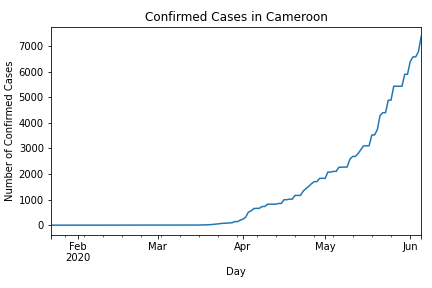 Confirmed Cases in Cameroon
Number of Confirmed Cases
7000
6000
5000
4000
3000
2000
1000
0
Feb Mar Apr May Jun
2020
Day